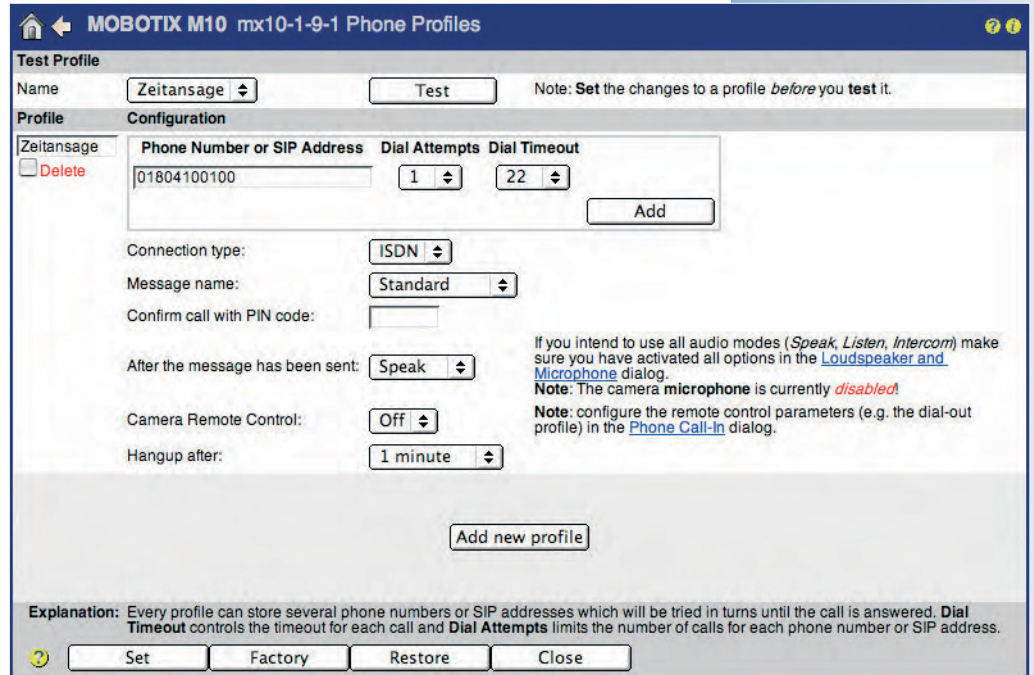 MOBOTIX M10 mx10-1-9-1 Phone Profiles
Test Profile
Name Zeitansage Test Note: Set the changes to a profile before you test it.
Profile Configuration
Zeitansage
Delete
Phone Number or SIP Address Dial Attempts Dial Timeout
01804100100 1 22
Add
Connection type: ISDN
Message name: Standard
Confirm call with PIN code:
After the message has been sent: Speak
If you intend to use all audio modes (Speak, Listen, Intercom) make
sure you have activated all options in the Loudspeaker and
Microphone dialog.
Note: The camera microphone is currently disabled!
Camera Remote Control: Off
Note: configure the remote control parameters (e.g. the dial-out
profile) in the Phone Call-In dialog.
Hangup after: 1 minute
Add new profile
Explanation: Every profile can store several phone numbers or SIP addresses which will be tried in turns until the call is answered. Dial
Timeout controls the timeout for each call and Dial Attempts limits the number of calls for each phone number or SIP address.
? Set Factory Restore Close